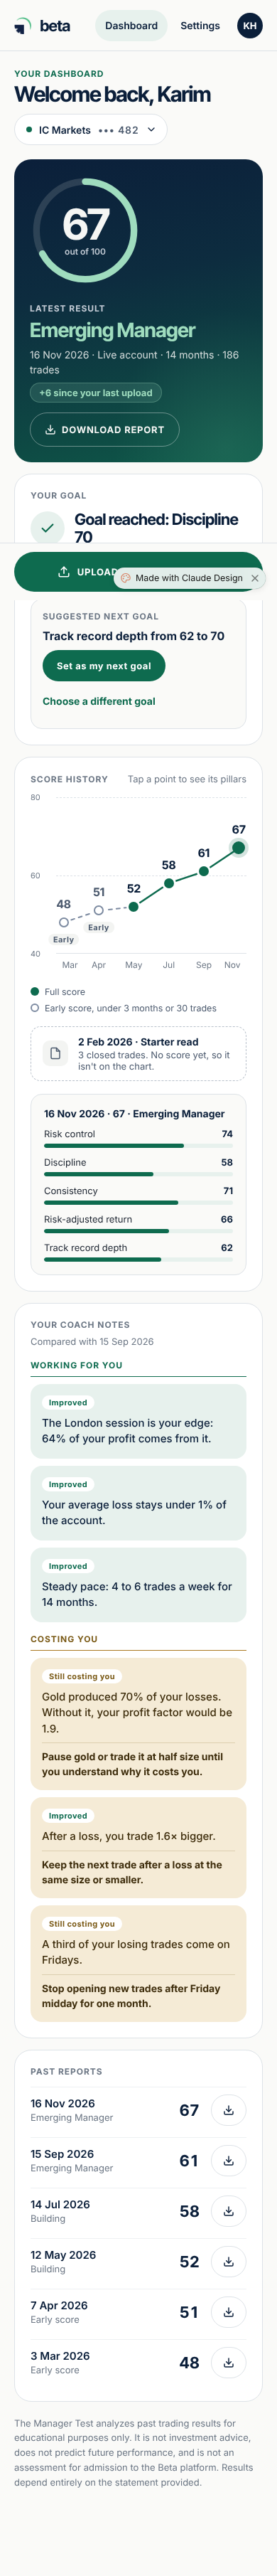 beta
Dashboard
Settings
KH
YOUR DASHBOARD
Welcome back, Karim
IC Markets ••• 482
67
out of 100
LATEST RESULT
Emerging Manager
16 Nov 2026 · Live account · 14 months · 186
trades
+6 since your last upload
DOWNLOAD REPORT
YOUR GOAL
Goal reached: Discipline
70
UPLOAD
Made with Claude Design
SUGGESTED NEXT GOAL
Track record depth from 62 to 70
Set as my next goal
Choose a different goal
SCORE HISTORY
Tap a point to see its pillars
80
67
61
58
60
52
51
48
Early
Early
40
Mar Apr May Jul Sep Nov
Full score
Early score, under 3 months or 30 trades
2 Feb 2026 · Starter read
3 closed trades. No score yet, so it
isn't on the chart.
16 Nov 2026 · 67 · Emerging Manager
Risk control 74
Discipline 58
Consistency 71
Risk-adjusted return 66
Track record depth 62
YOUR COACH NOTES
Compared with 15 Sep 2026
WORKING FOR YOU
Improved
The London session is your edge:
64% of your profit comes from it.
Improved
Your average loss stays under 1% of
the account.
Improved
Steady pace: 4 to 6 trades a week for
14 months.
COSTING YOU
Still costing you
Gold produced 70% of your losses.
Without it, your profit factor would be
1.9.
Pause gold or trade it at half size until
you understand why it costs you.
Improved
After a loss, you trade 1.6× bigger.
Keep the next trade after a loss at the
same size or smaller.
Still costing you
A third of your losing trades come on
Fridays.
Stop opening new trades after Friday
midday for one month.
PAST REPORTS
16 Nov 2026
Emerging Manager
67
15 Sep 2026
Emerging Manager
61
14 Jul 2026
Building
58
12 May 2026
Building
52
7 Apr 2026
Early score
51
3 Mar 2026
Early score
48
The Manager Test analyzes past trading results for
educational purposes only. It is not investment advice,
does not predict future performance, and is not an
assessment for admission to the Beta platform. Results
depend entirely on the statement provided.